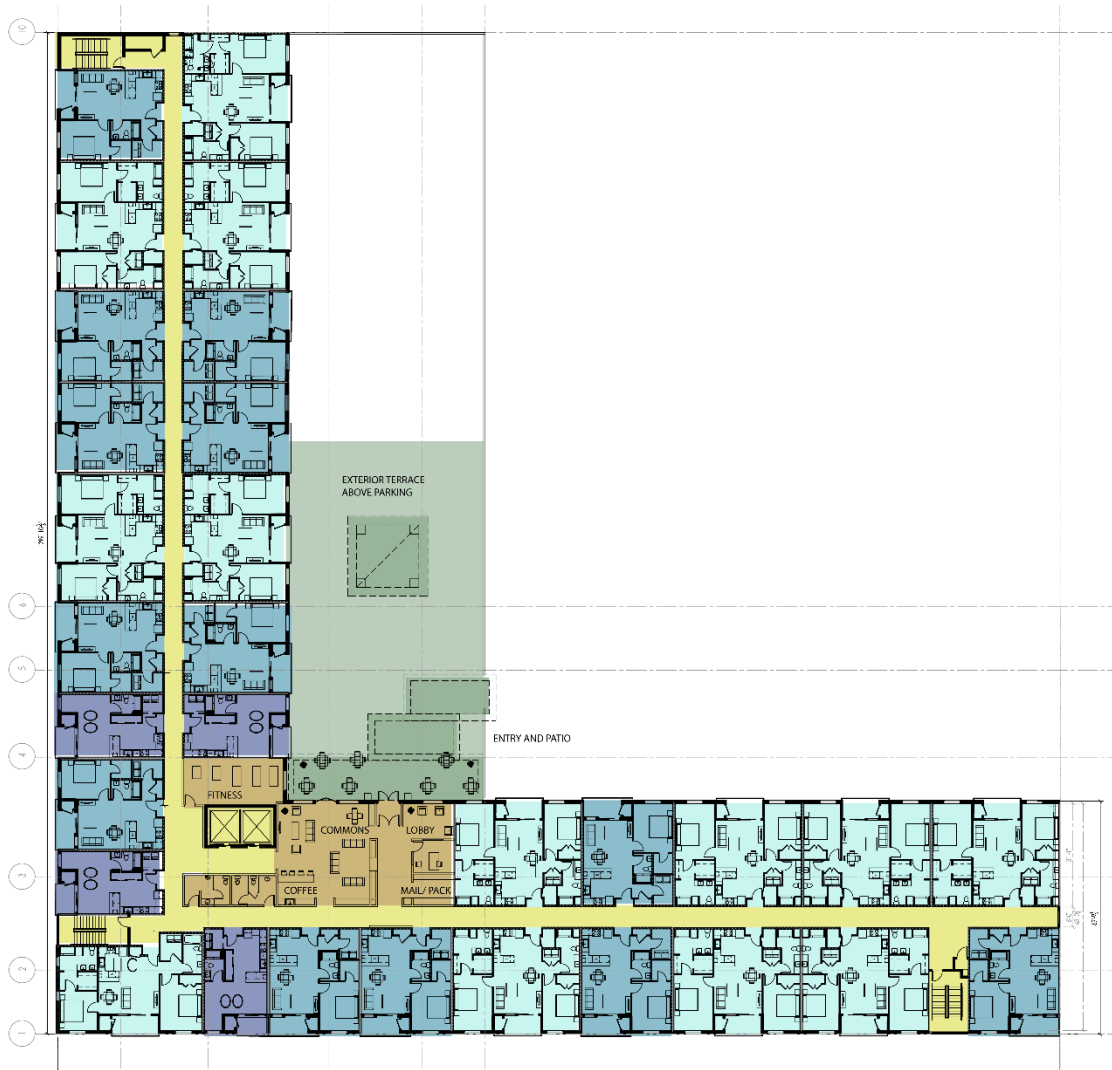 10
EXTERIOR TERRACE
ABOVE PARKING
6
5
ENTRY AND PATIO
4
FITNESS
COMMONS
LOBBY
3
COFFEE
MAIL/ PACK
C
2
1